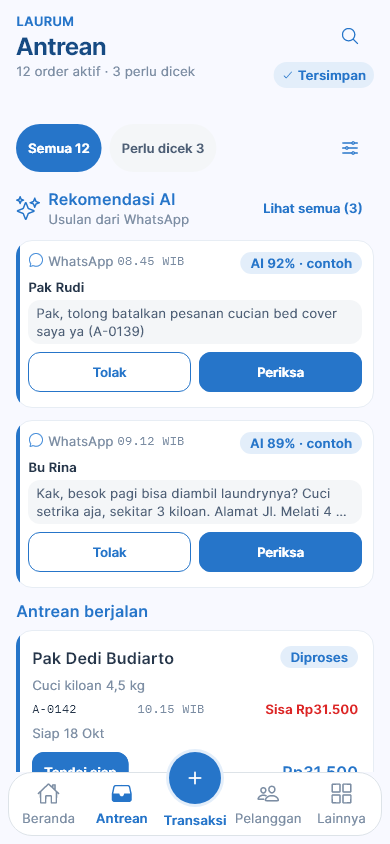 LAURUM
Antrean
12 order aktif · 3 perlu dicek
Tersimpan
Semua 12
Perlu dicek 3
Rekomendasi AI
Usulan dari WhatsApp
Lihat semua (3)
WhatsApp 08.45 WIB
AI 92% · contoh
Pak Rudi
Pak, tolong batalkan pesanan cucian bed cover
saya ya (A-0139)
Tolak
Periksa
WhatsApp 09.12 WIB
AI 89% · contoh
Bu Rina
Kak, besok pagi bisa diambil laundrynya? Cuci
setrika aja, sekitar 3 kiloan. Alamat Jl. Melati 4 ...
Tolak
Periksa
Antrean berjalan
Pak Dedi Budiarto
Diproses
Cuci kiloan 4,5 kg
A-0142
10.15 WIB
Sisa Rp31.500
Siap 18 Okt
Tandai siap
Rp31.500
Beranda
Antrean
Transaksi
Pelanggan
Lainnya